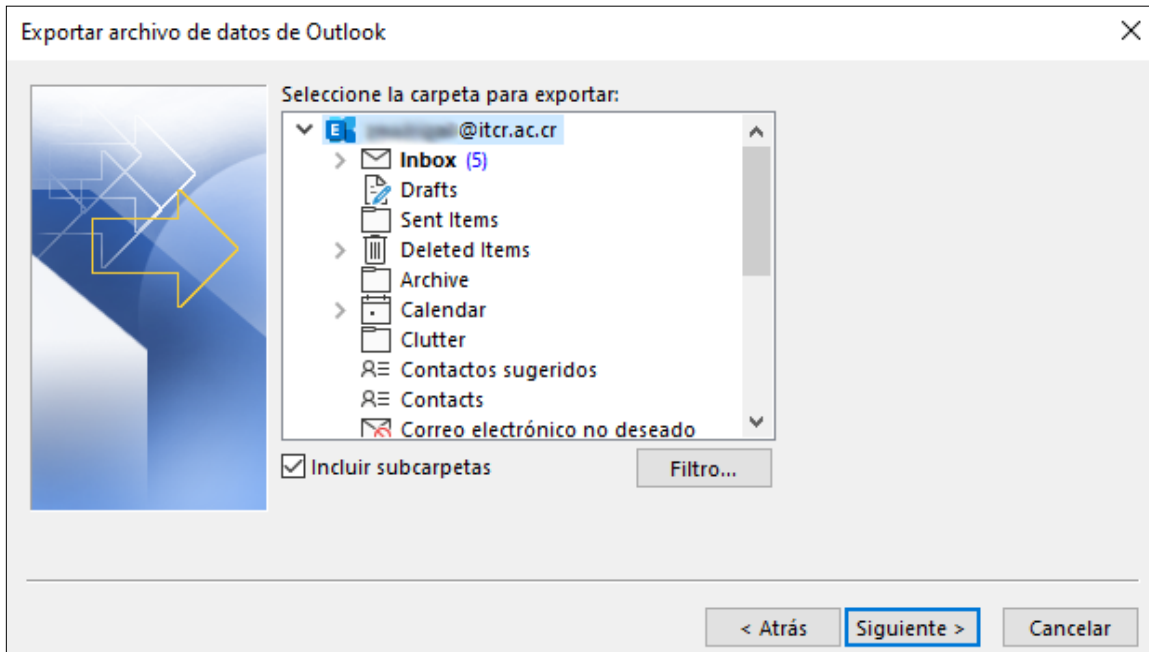 Exportar archivo de datos de Outlook
Seleccione la carpeta para exportar:
@itcr.ac.cr
Inbox (5)
Drafts
Sent Items
Deleted Items
Archive
Calendar
Clutter
Contactos sugeridos
Contacts
Correo electrónico no deseado
Incluir subcarpetas
Filtro...
< Atrás
Siguiente >
Cancelar